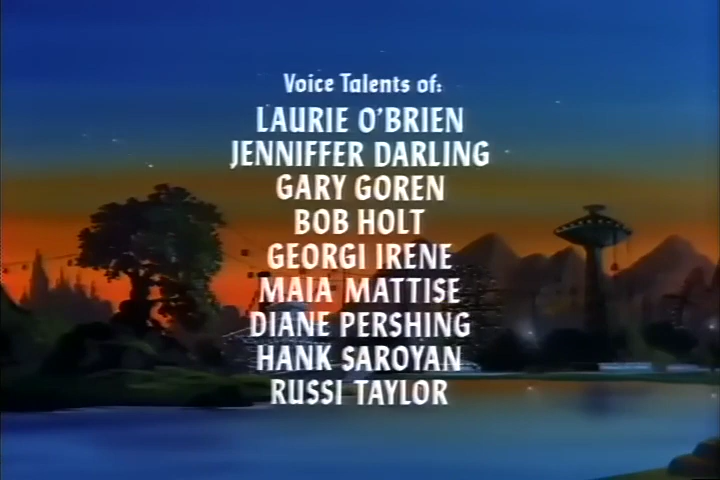 Voice Talents of:
LAURIE O'BRIEN
JENNIFFER DARLING
GARY GOREN
BOB HOLT
GEORGI IRENE
MAIA MATTISE
DIANE PERSHING
HANK SAROYAN
RUSSI TAYLOR